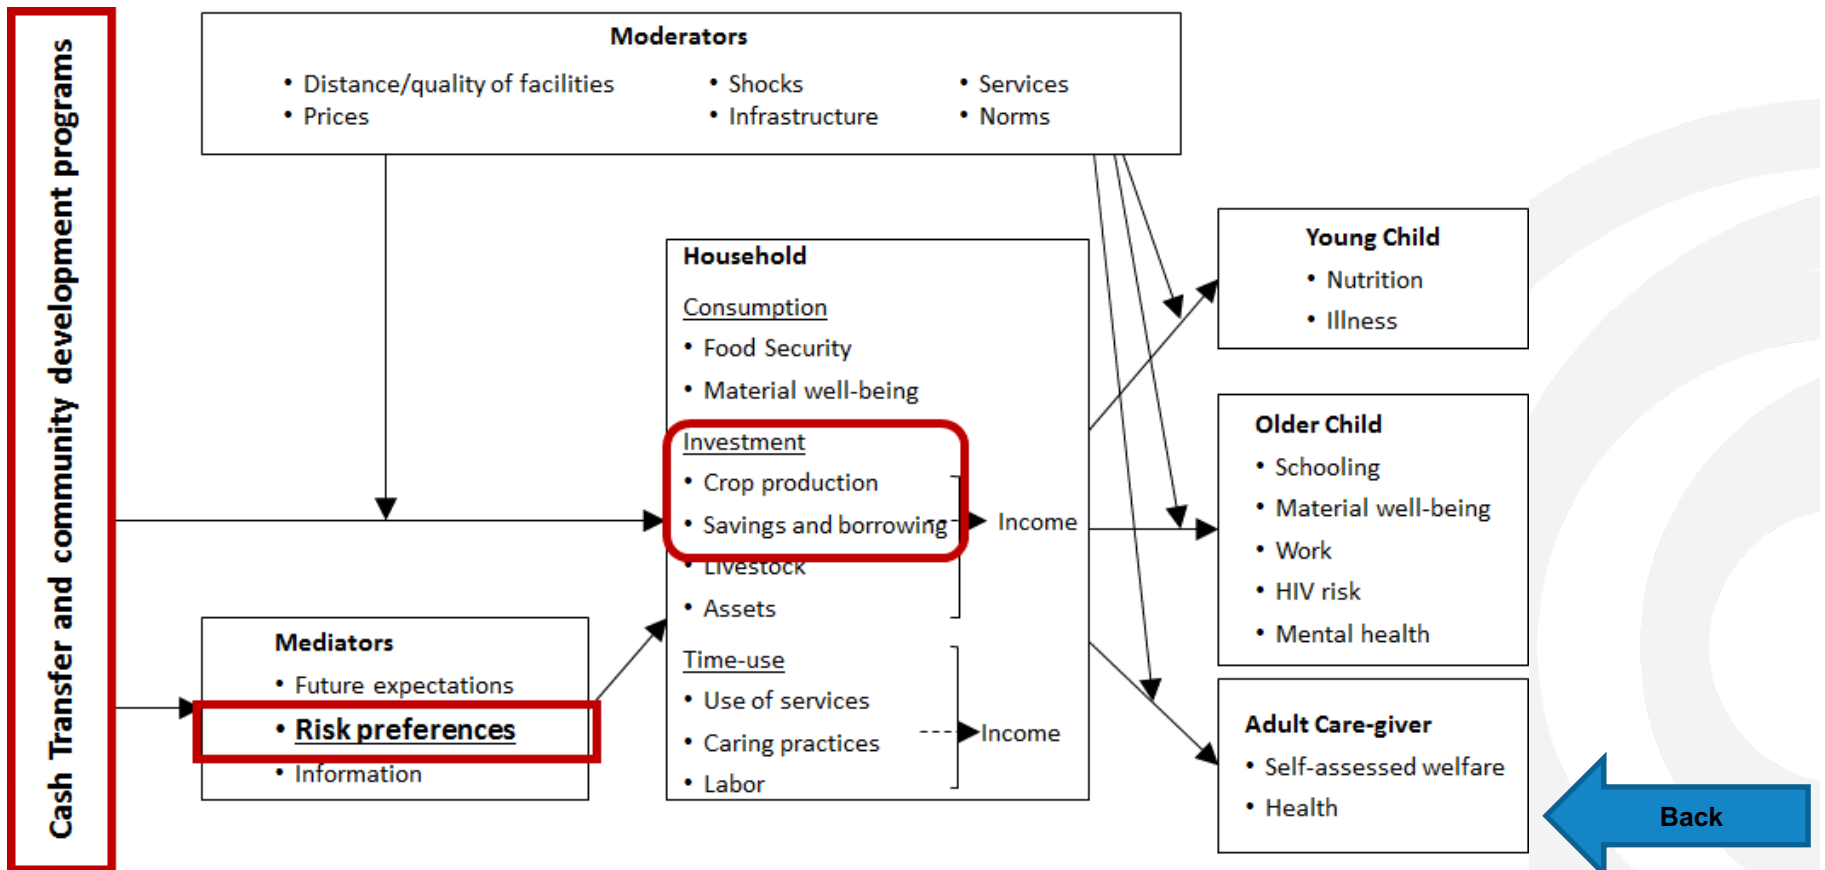 Cash Transfer and community development programs
Moderators
• Distance/quality of facilities
• Prices
• Shocks
• Infrastructure
• Services
• Norms
Household
Consumption
• Food Security
• Material well-being
Investment
• Crop production
• Savings and borrowing
• Livestock
• Assets
Income
Time-use
• Use of services
• Caring practices
• Labor
Income
Mediators
• Future expectations
• Risk preferences
• Information
Young Child
• Nutrition
• Illness
Older Child
• Schooling
• Material well-being
• Work
• HIV risk
• Mental health
Adult Care-giver
• Self-assessed welfare
• Health
Back